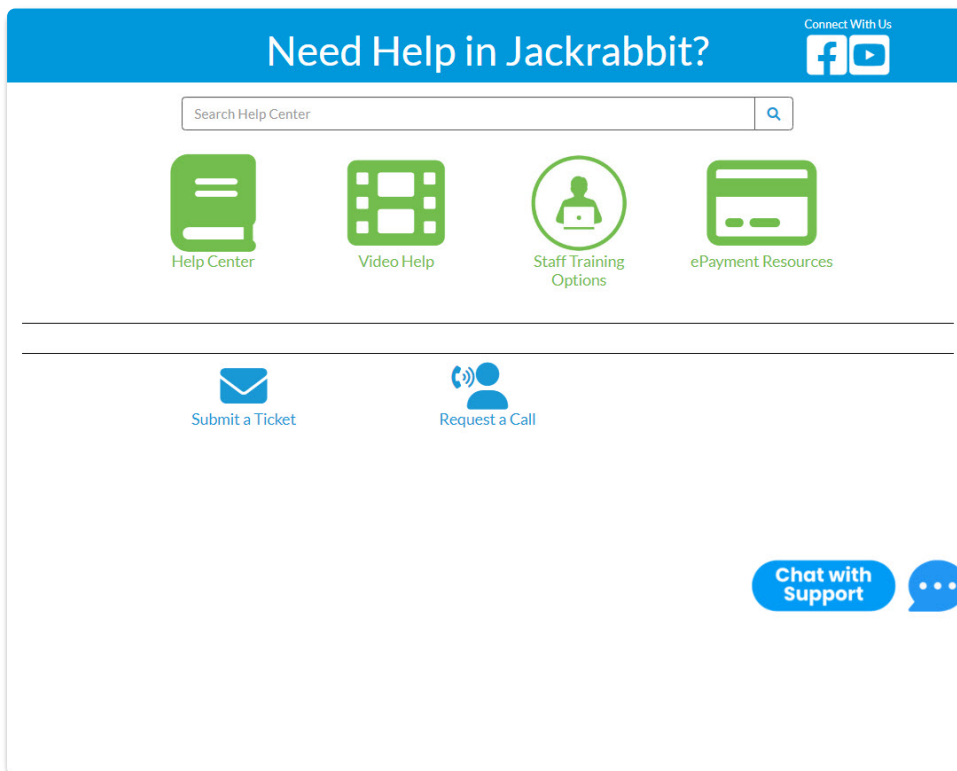 Connect With Us
Need Help in Jackrabbit?
Search Help Center
Help Center
Video Help
Staff Training
Options
ePayment Resources
Submit a Ticket
Request a Call
Chat with
Support